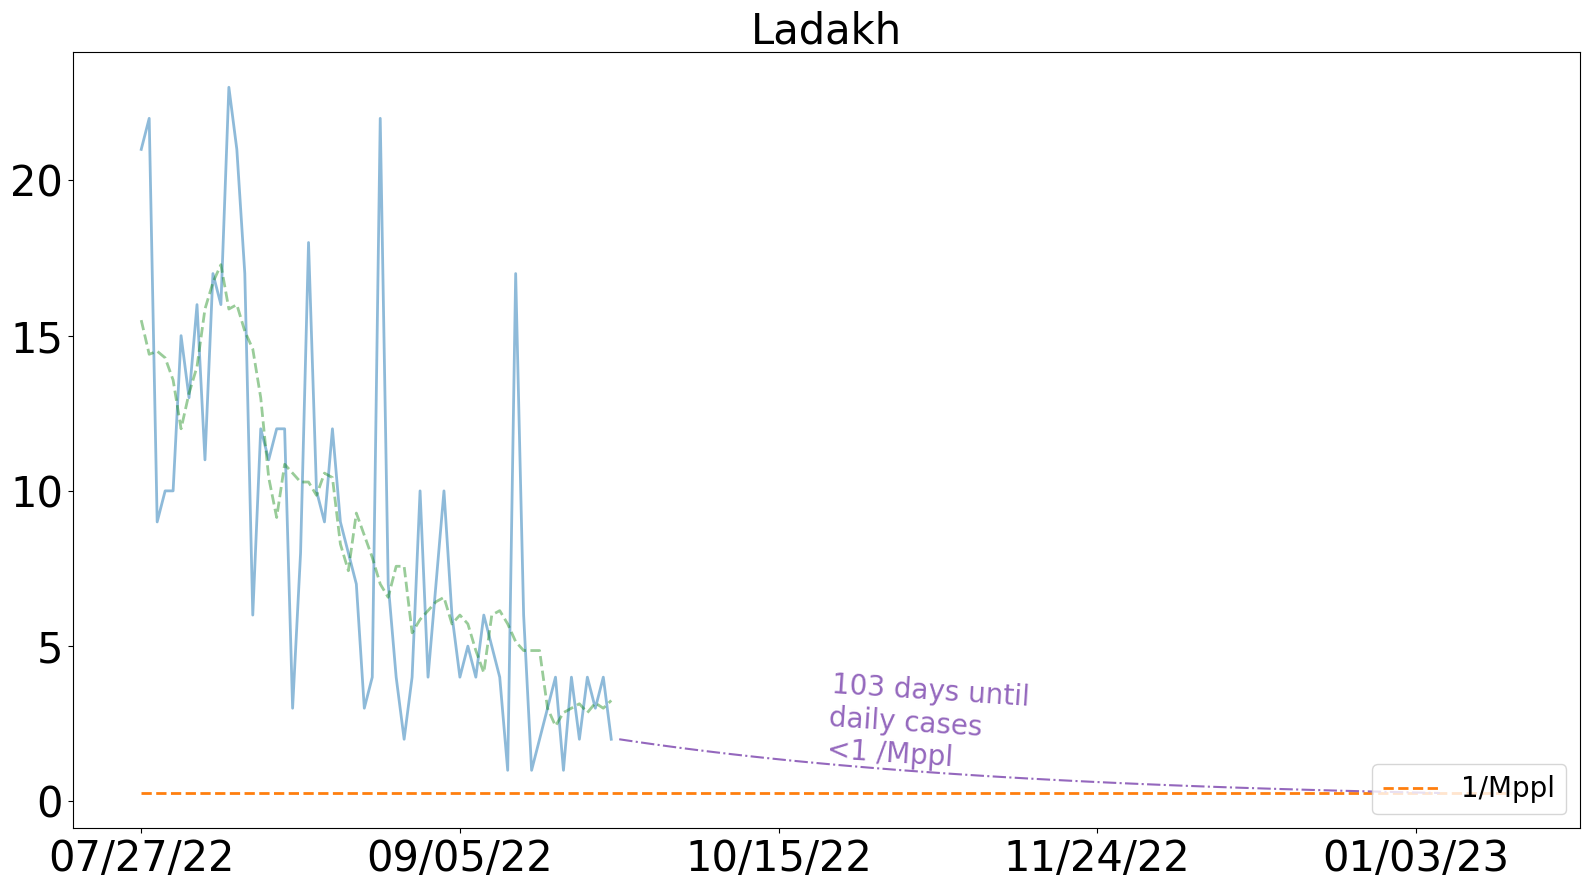 Ladakh
20
15
10
5
0
103 days until
daily cases
<1 /Mppl
1/Mppl
07/27/22 09/05/22 10/15/22 11/24/22 01/03/23